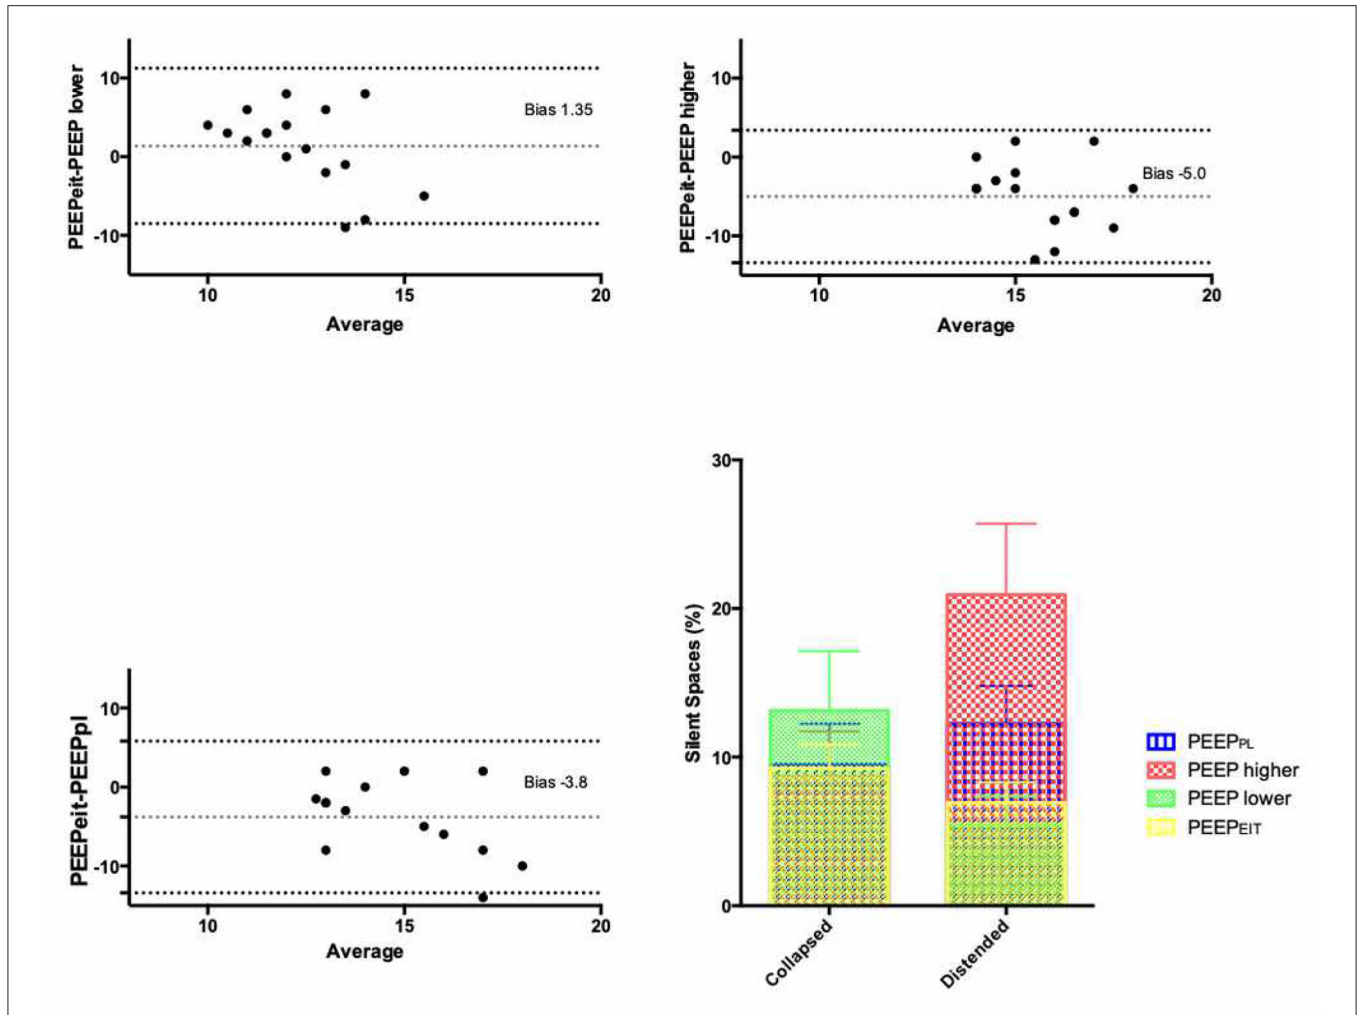 PEEPeit-PEEP lower
10
0
-10
Bias 1.35
10 15 20
Average
PEEPeit-PEEP higher
10
0
-10
Bias -5.0
10 15 20
Average
PEEPeit-PEEPpl
10
0
-10
Bias -3.8
10 15 20
Average
Silent Spaces (%)
30
20
10
0
Collapsed
Distended
PEEPPL
PEEP higher
PEEP lower
PEEPEIT